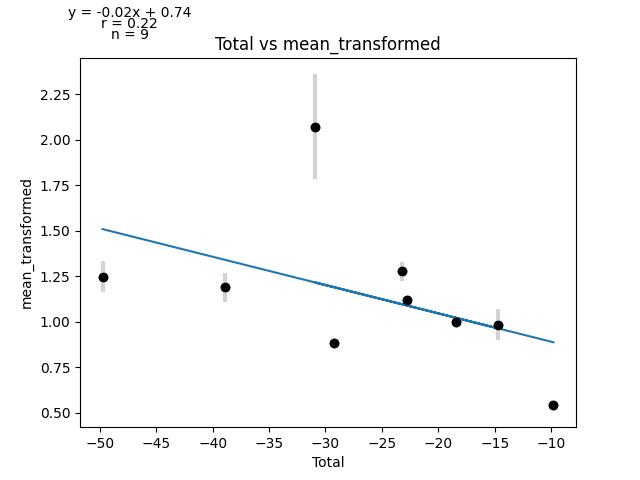 y = -0.02x + 0.74
r = 0.22
n = 9
Total vs mean_transformed
mean_transformed
2.25
2.00
1.75
1.50
1.25
1.00
0.75
0.50
−50
−45
−40
−35
−30
−25
−20
−15
−10
Total